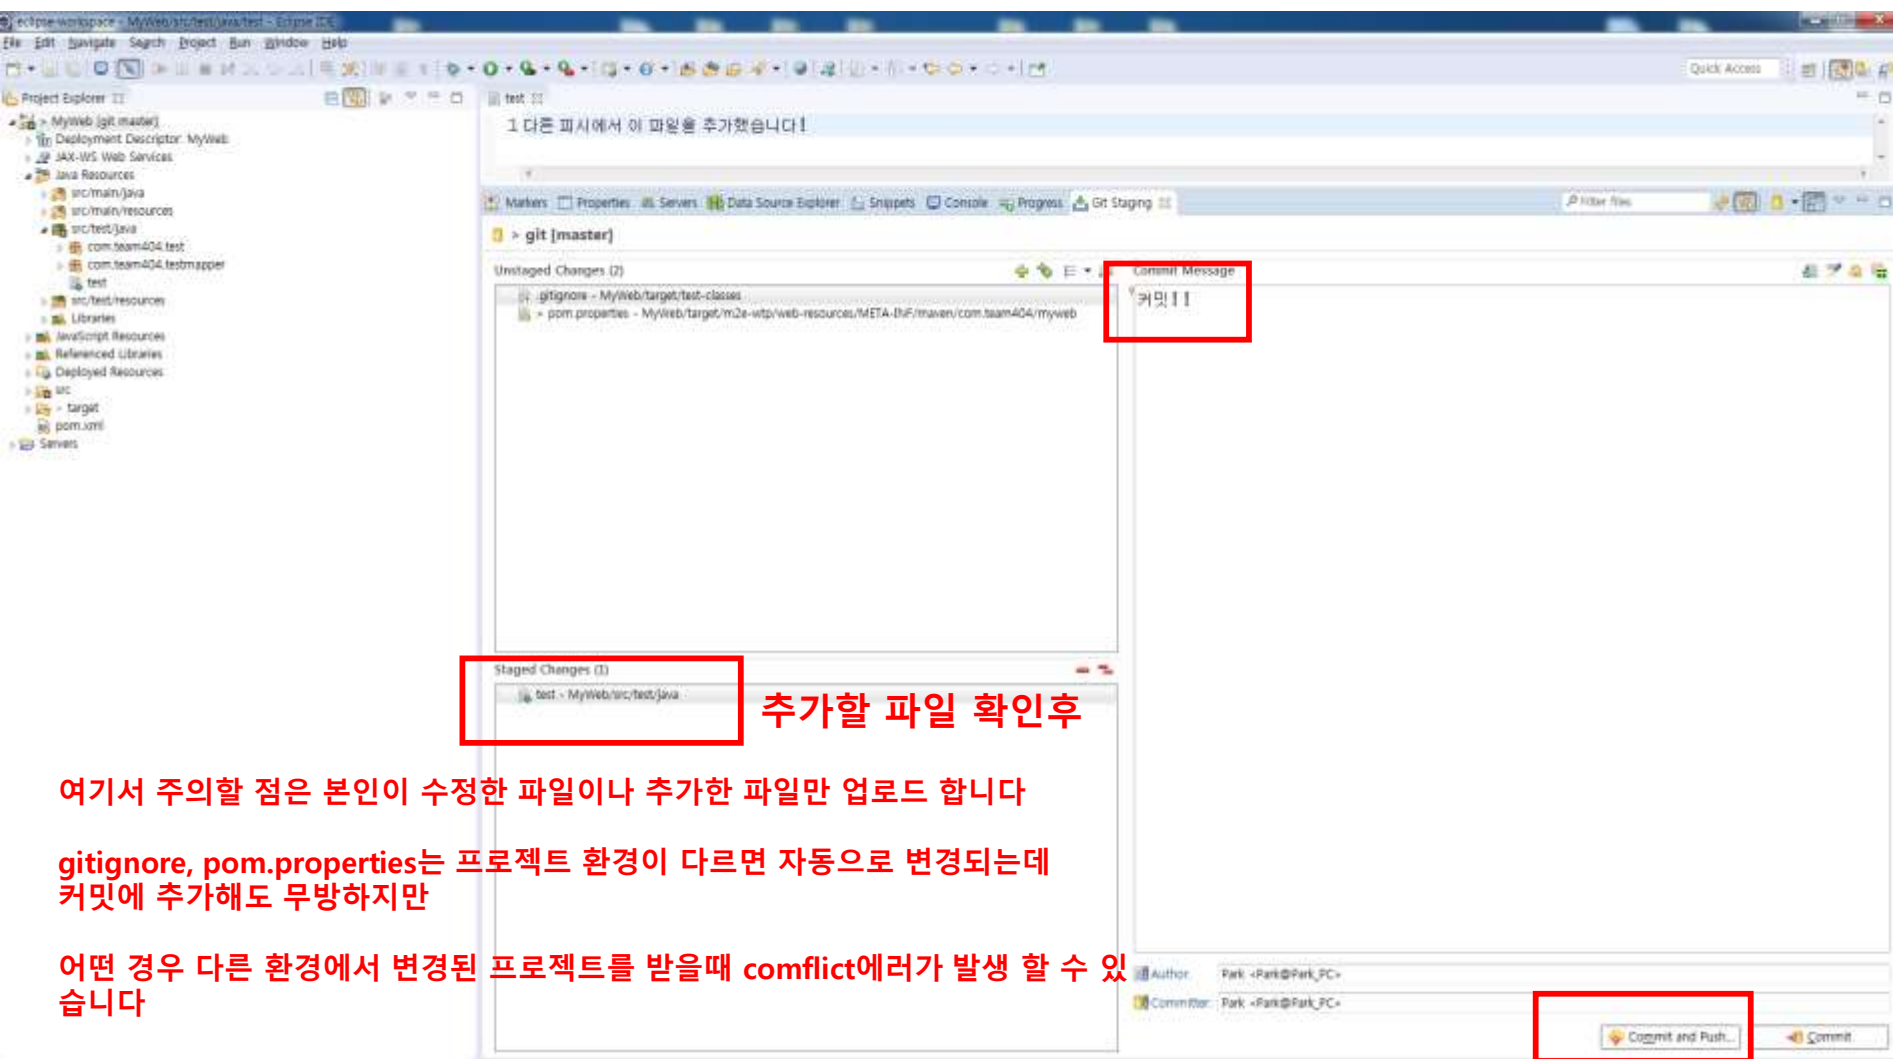 eclipse-workspace - MyWeb/src/test/java/test - Eclipse IDE
File Edit Navigate Search Project Run Window Help
Quick Access
Project Explorer
> MyWeb [git master]
Deployment Descriptor: MyWeb
JAX-WS Web Services
Java Resources
src/main/java
src/main/resources
src/test/java
com.team404.test
com.team404.testmapper
test
src/test/resources
Libraries
JavaScript Resources
Referenced Libraries
Deployed Resources
src
> target
pom.xml
Servers
test
1 다른 피시에서 이 파일을 추가했습니다!
Markers Properties Servers Data Source Explorer Snippets Console Progress Git Staging
Filter files
> git [master]
Unstaged Changes (2)
.gitignore - MyWeb/target/test-classes
> pom.properties - MyWeb/target/m2e-wtp/web-resources/META-INF/maven/com.team404/myweb
Commit Message
커밋!!
Staged Changes (1)
test - MyWeb/src/test/java
추가할 파일 확인후
여기서 주의할 점은 본인이 수정한 파일이나 추가한 파일만 업로드 합니다
gitignore, pom.properties는 프로젝트 환경이 다르면 자동으로 변경되는데
커밋에 추가해도 무방하지만
어떤 경우 다른 환경에서 변경된 프로젝트를 받을때 comflict에러가 발생 할 수 있
습니다
Author: Park <Park@Park_PC>
Committer: Park <Park@Park_PC>
Commit and Push... Commit